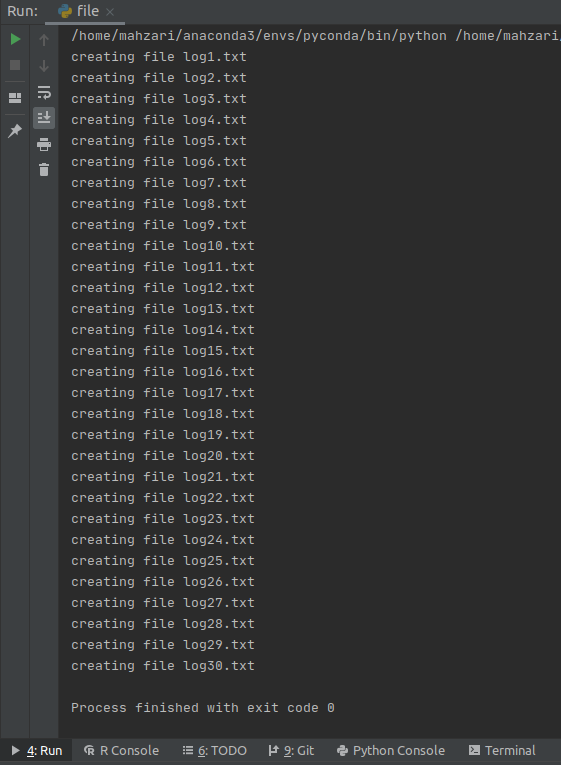 Run: file
/home/mahzari/anaconda3/envs/pyconda/bin/python /home/mahzari/
creating file log1.txt
creating file log2.txt
creating file log3.txt
creating file log4.txt
creating file log5.txt
creating file log6.txt
creating file log7.txt
creating file log8.txt
creating file log9.txt
creating file log10.txt
creating file log11.txt
creating file log12.txt
creating file log13.txt
creating file log14.txt
creating file log15.txt
creating file log16.txt
creating file log17.txt
creating file log18.txt
creating file log19.txt
creating file log20.txt
creating file log21.txt
creating file log22.txt
creating file log23.txt
creating file log24.txt
creating file log25.txt
creating file log26.txt
creating file log27.txt
creating file log28.txt
creating file log29.txt
creating file log30.txt
Process finished with exit code 0
4: Run R Console 6: TODO 9: Git Python Console Terminal